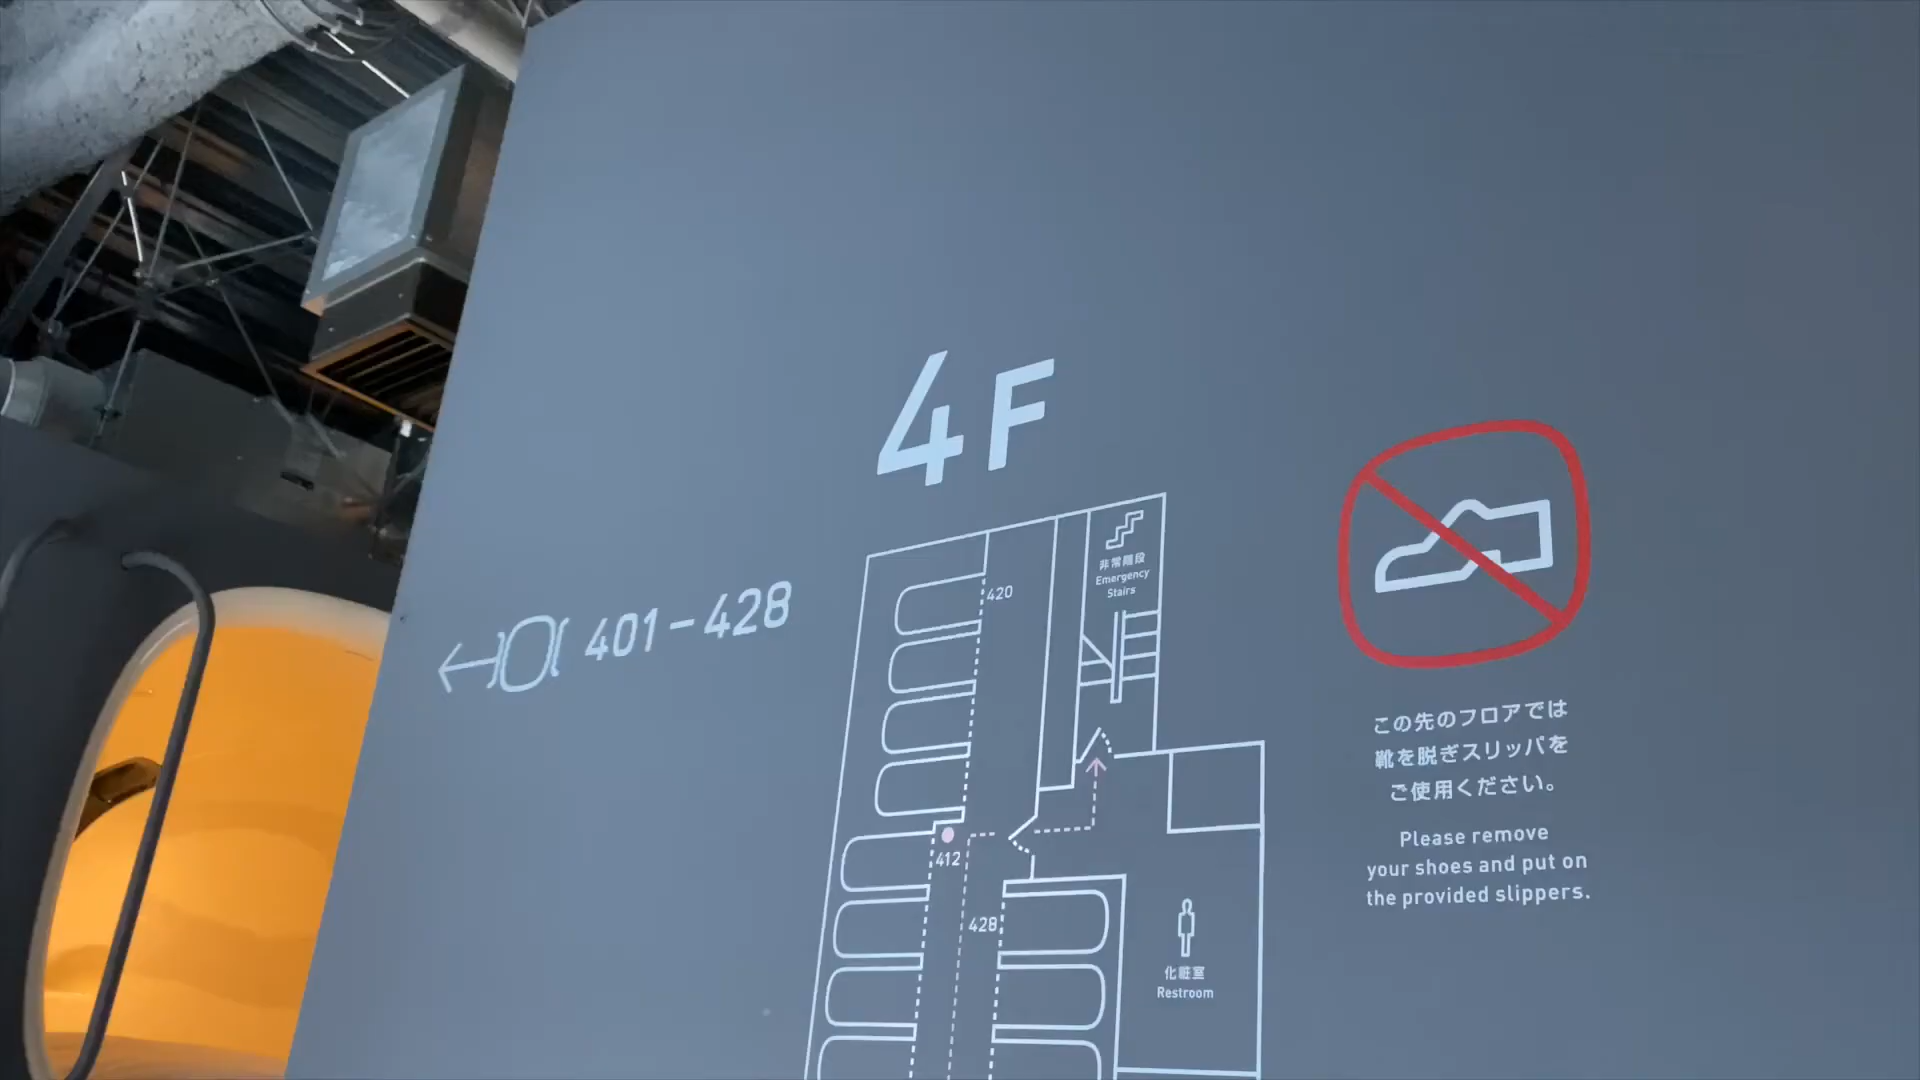 4F
401-428
非常階段
Emergency
Stairs
420
412
428
化粧室
Restroom
この先のフロアでは
靴を脱ぎスリッパを
ご使用ください。
Please remove
your shoes and put on
the provided slippers.